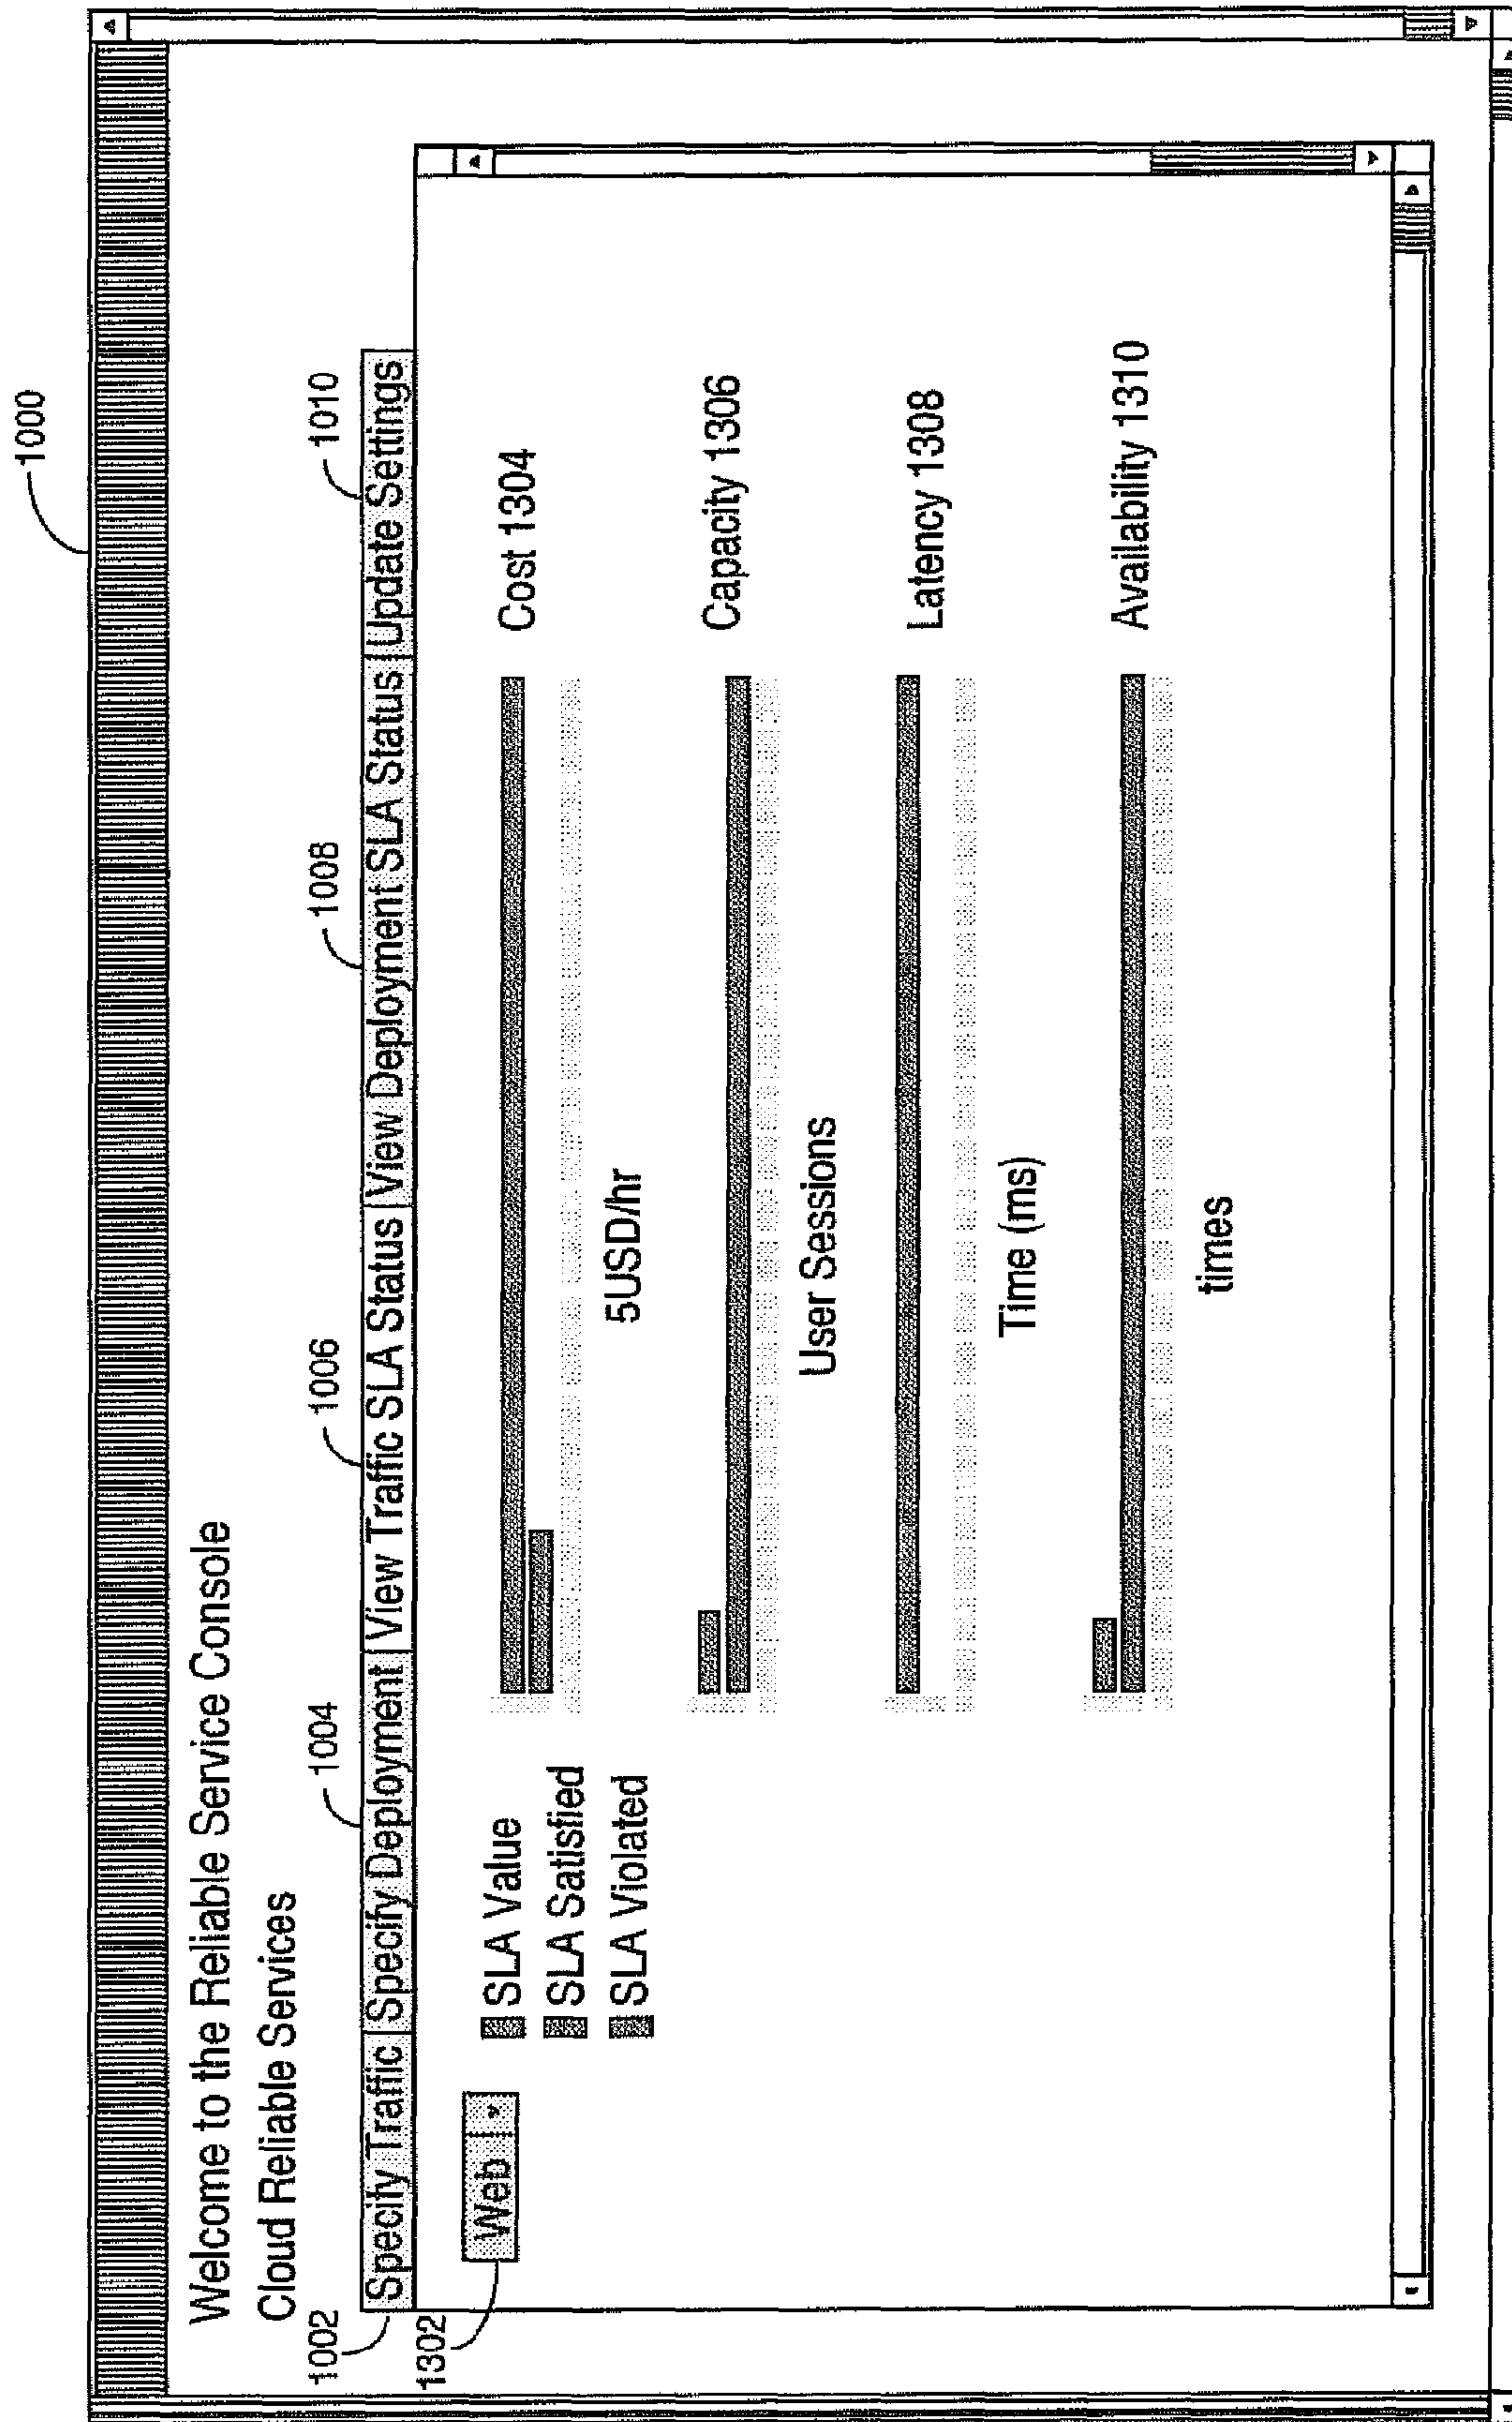 1000
Welcome to the Reliable Service Console
Cloud Reliable Services
1002
1004
1006
1008
1010
Specify Traffic | Specify Deployment | View Traffic SLA Status | View Deployment SLA Status | Update Settings
1302
Web
SLA Value
SLA Satisfied
SLA Violated
Cost 1304
5USD/hr
Capacity 1306
User Sessions
Latency 1308
Time (ms)
Availability 1310
times